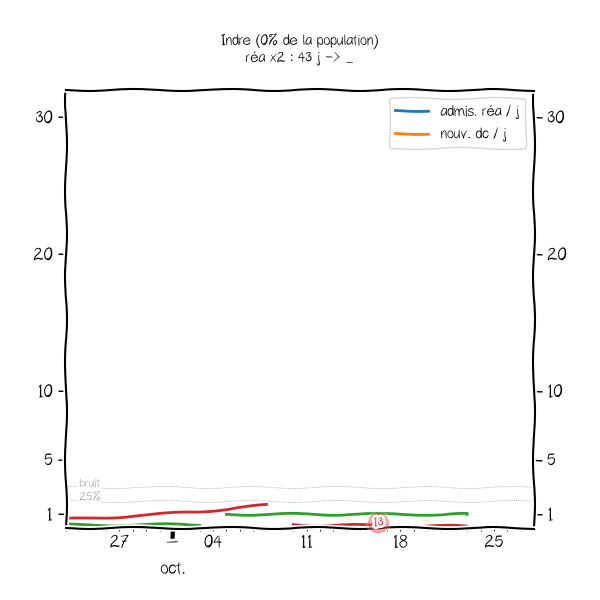 Indre (0% de la population)
réa x2 : 43 j -> _
admis. réa / j
nouv. dc / j
30
30
20
20
10
10
5
5
bruit
25%
1
1
13
27
04
11
18
25
oct.